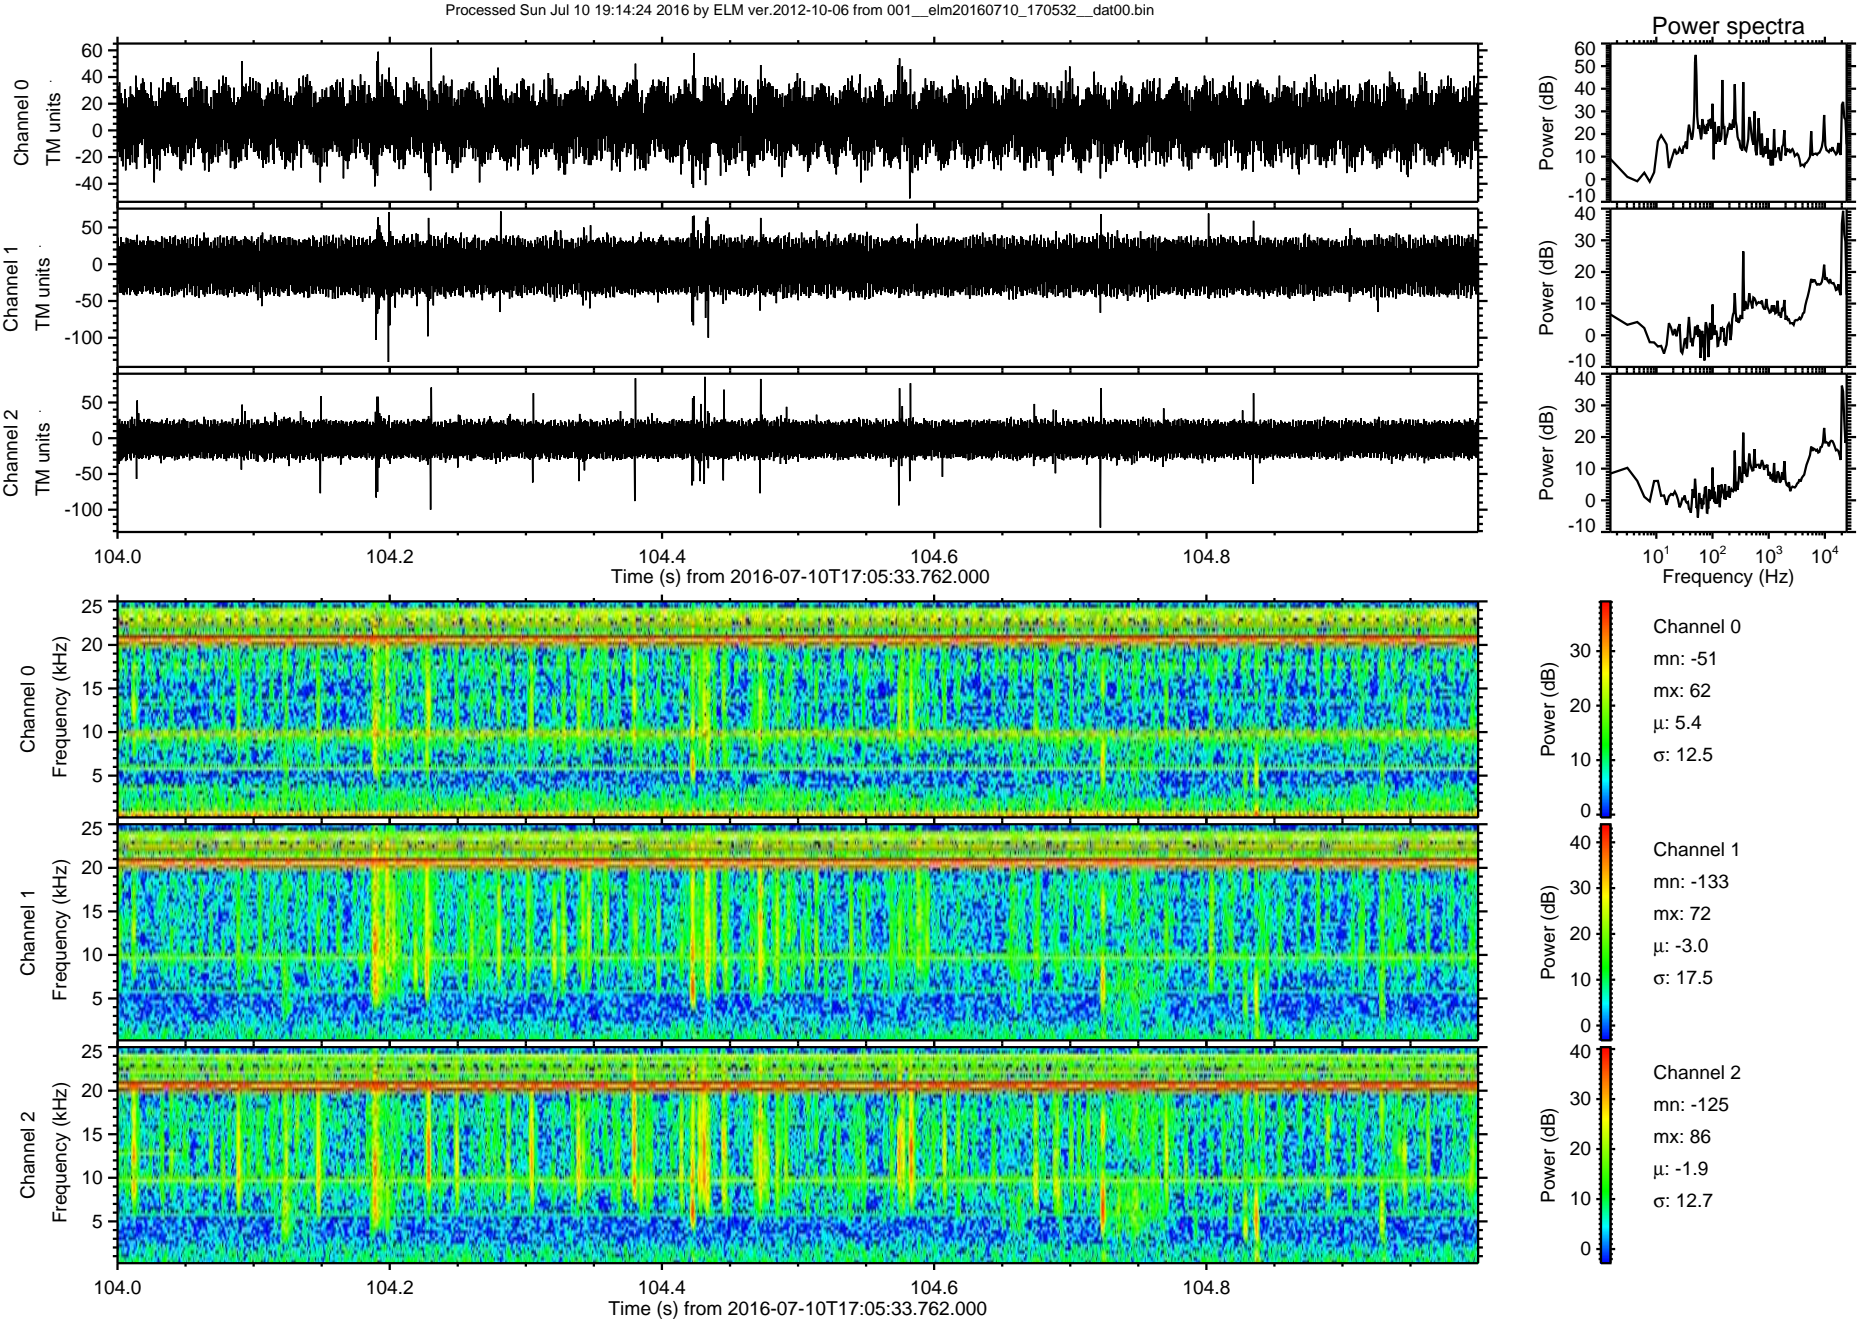 Processed Sun Jul 10 19:14:24 2016 by ELM ver.2012-10-06 from 001__elm20160710_170532__dat00.bin
Power spectra
Channel 0
TM units
60
40
20
0
-20
-40
Power (dB)
60
50
40
30
20
10
0
-10
Channel 1
TM units
50
0
-50
-100
Power (dB)
40
30
20
10
0
-10
Channel 2
TM units
50
0
-50
-100
Power (dB)
40
30
20
10
0
-10
104.0 104.2 104.4 104.6 104.8
Time (s) from 2016-07-10T17:05:33.762.000
10¹ 10² 10³ 10⁴
Frequency (Hz)
Channel 0
Frequency (kHz)
25
20
15
10
5
Power (dB)
30
20
10
0
Channel 0
mn: -51
mx: 62
μ: 5.4
σ: 12.5
Channel 1
Frequency (kHz)
25
20
15
10
5
Power (dB)
40
30
20
10
0
Channel 1
mn: -133
mx: 72
μ: -3.0
σ: 17.5
Channel 2
Frequency (kHz)
25
20
15
10
5
Power (dB)
40
30
20
10
0
Channel 2
mn: -125
mx: 86
μ: -1.9
σ: 12.7
104.0 104.2 104.4 104.6 104.8
Time (s) from 2016-07-10T17:05:33.762.000